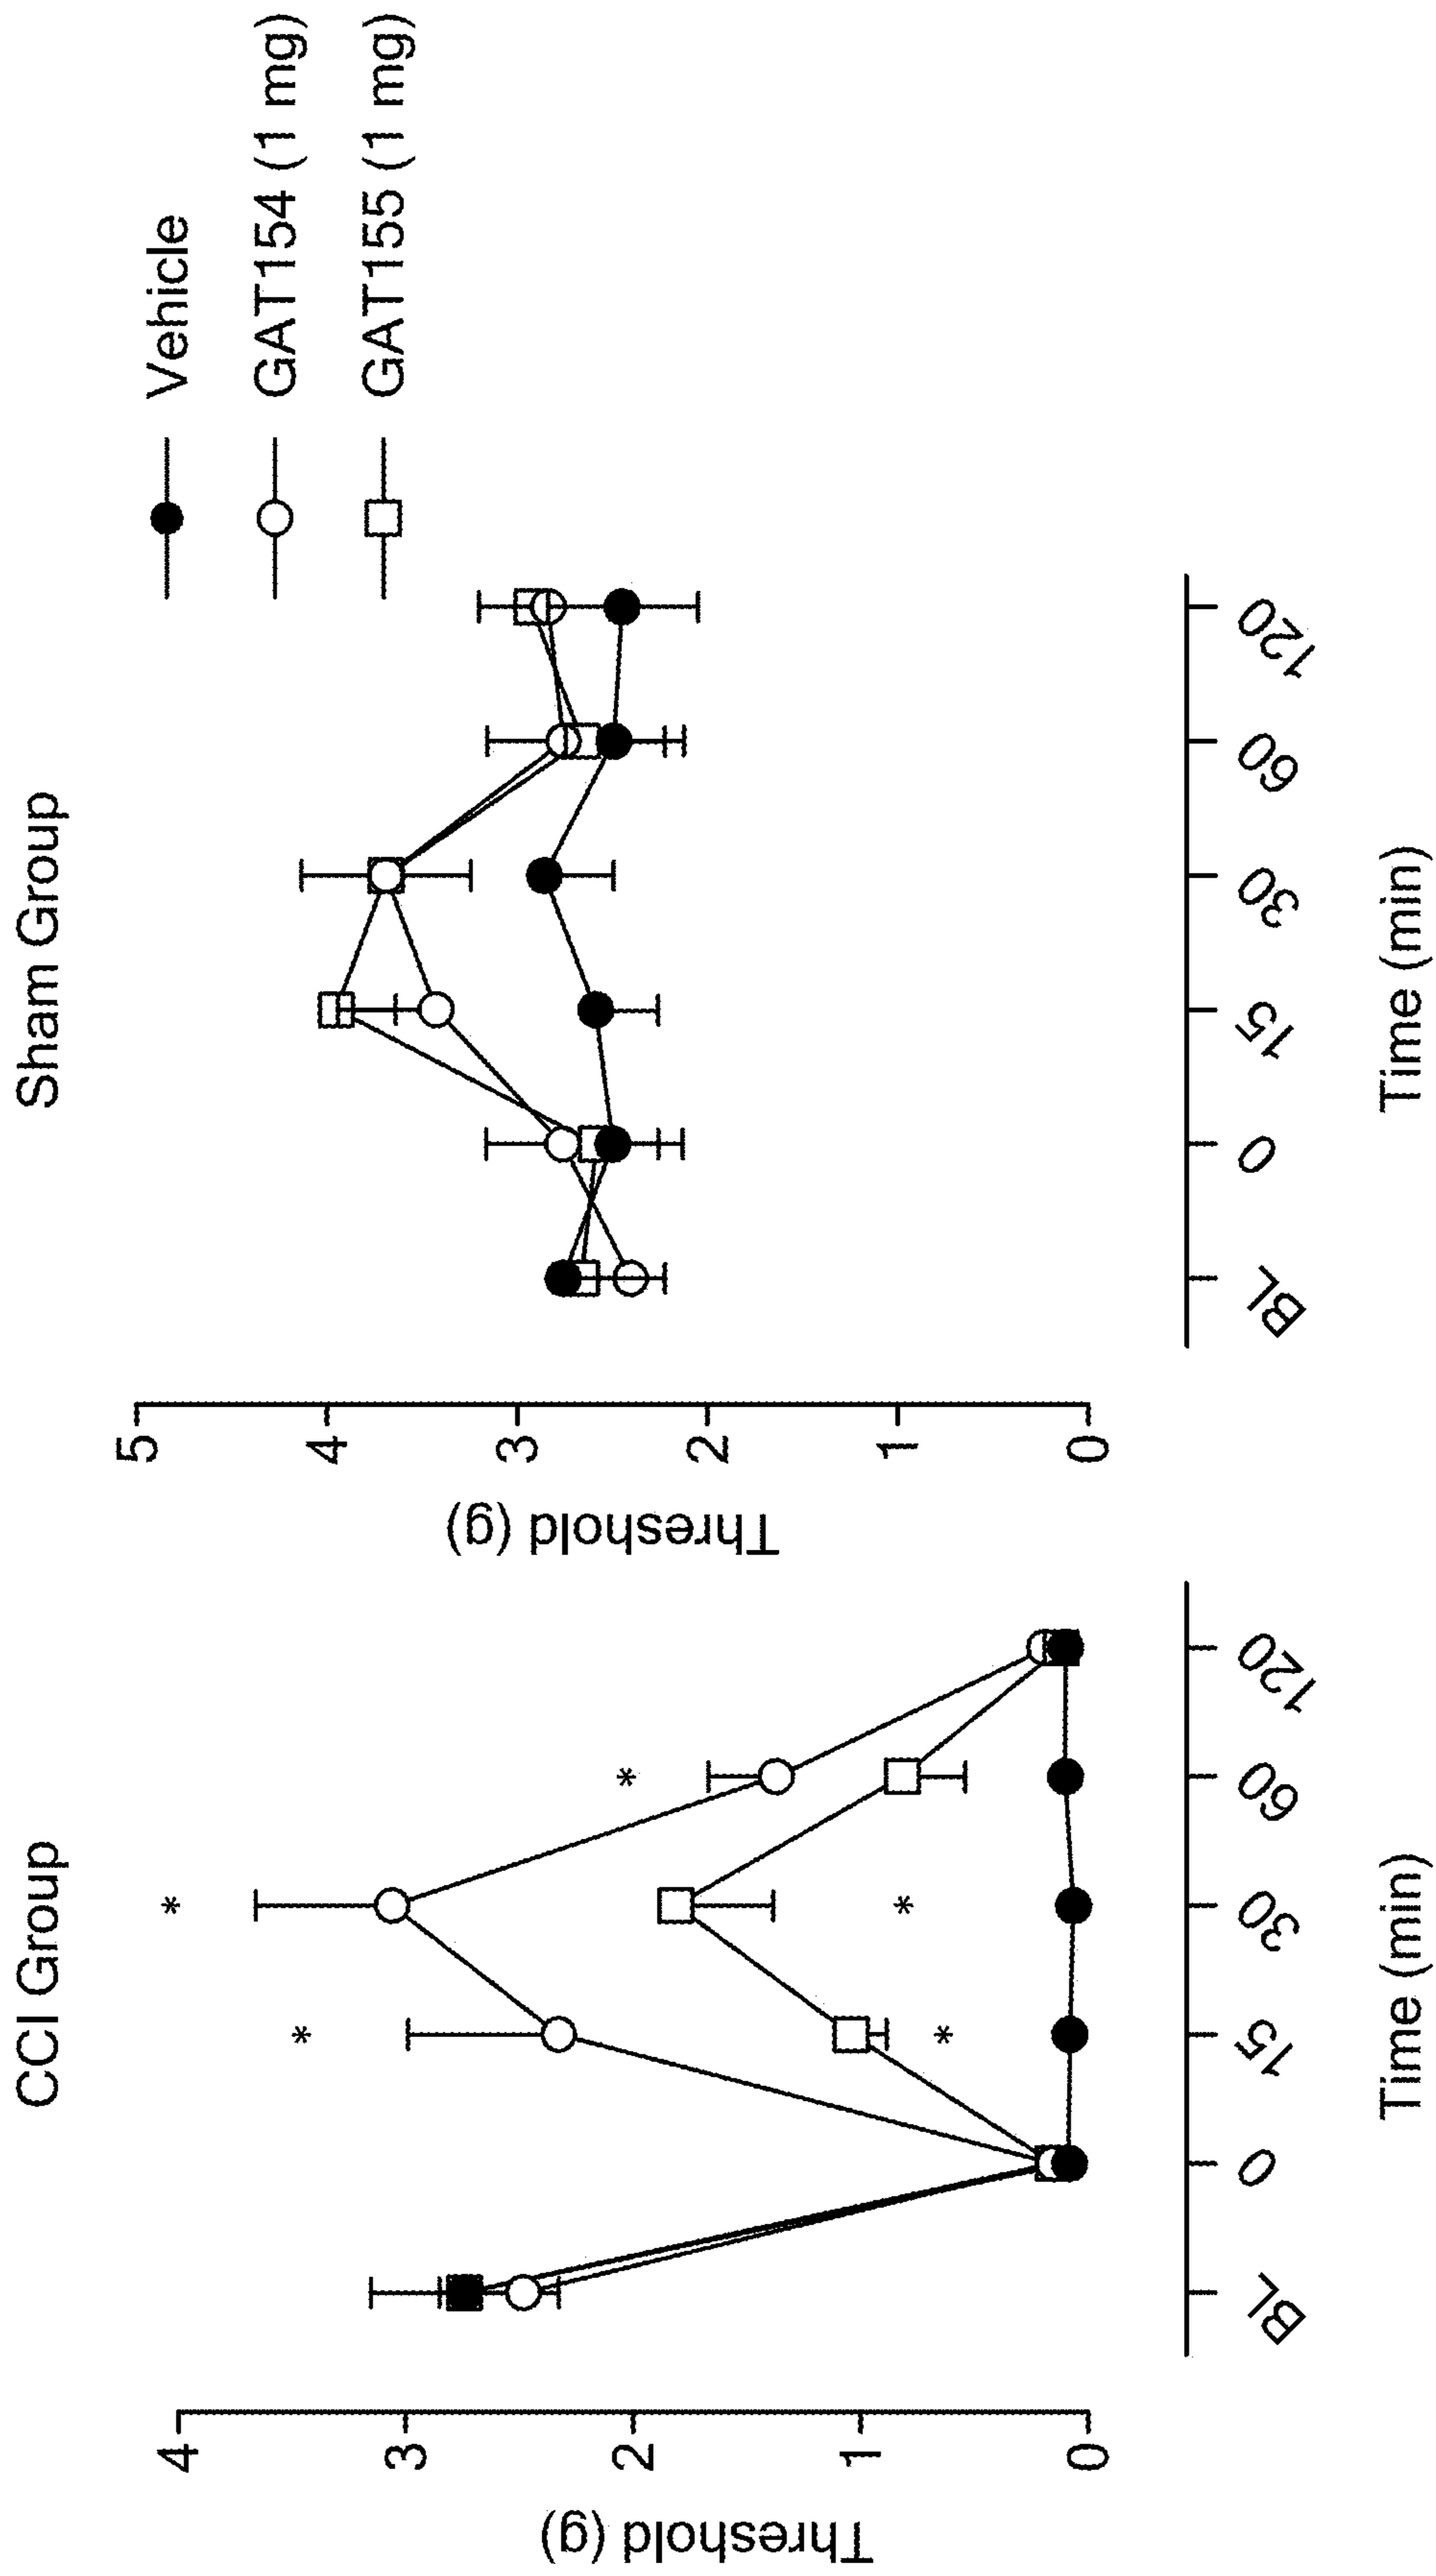 CCI Group
Threshold (g)
4
3
2
1
0
*
*
*
*
*
BL
0
15
30
60
120
Time (min)
Sham Group
Threshold (g)
5
4
3
2
1
0
BL
0
15
30
60
120
Time (min)
Vehicle
GAT154 (1 mg)
GAT155 (1 mg)